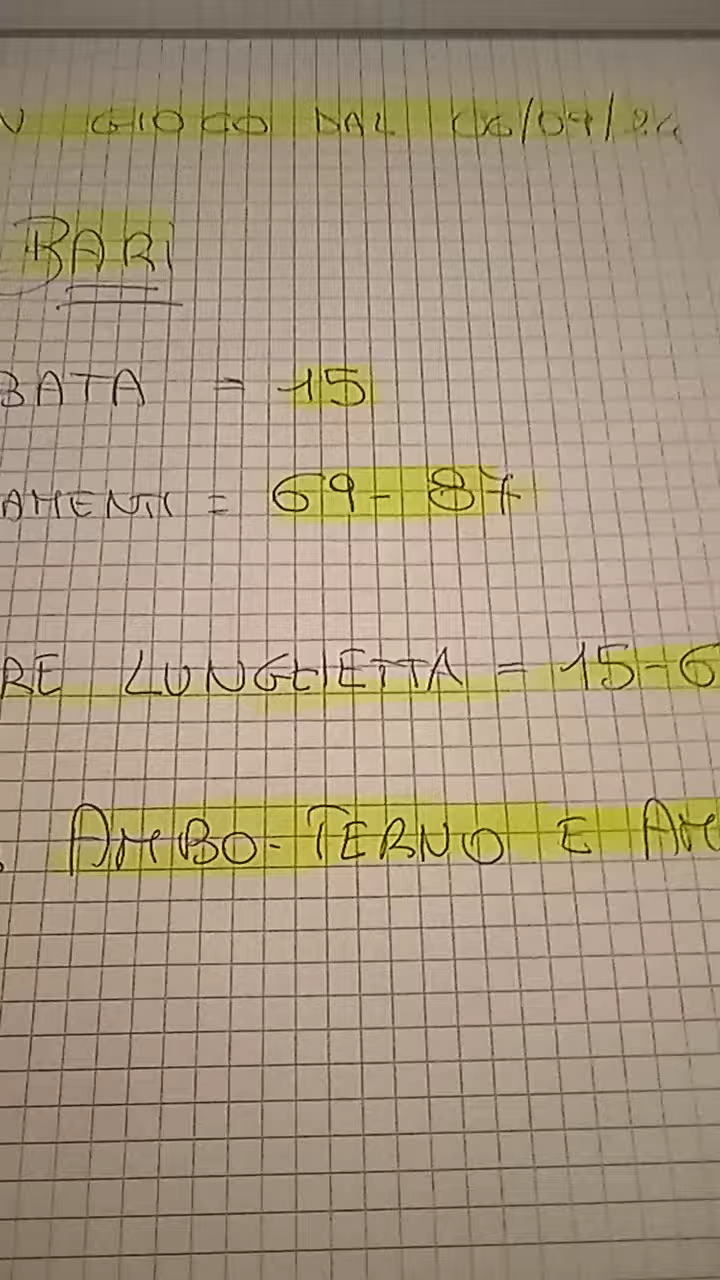 GIOCO DAL 06/09/24
BARI
BATA = 15
AMENTI = 69-87
RE LUNGHETTA = 15-6
AMBO-TERNO E AM